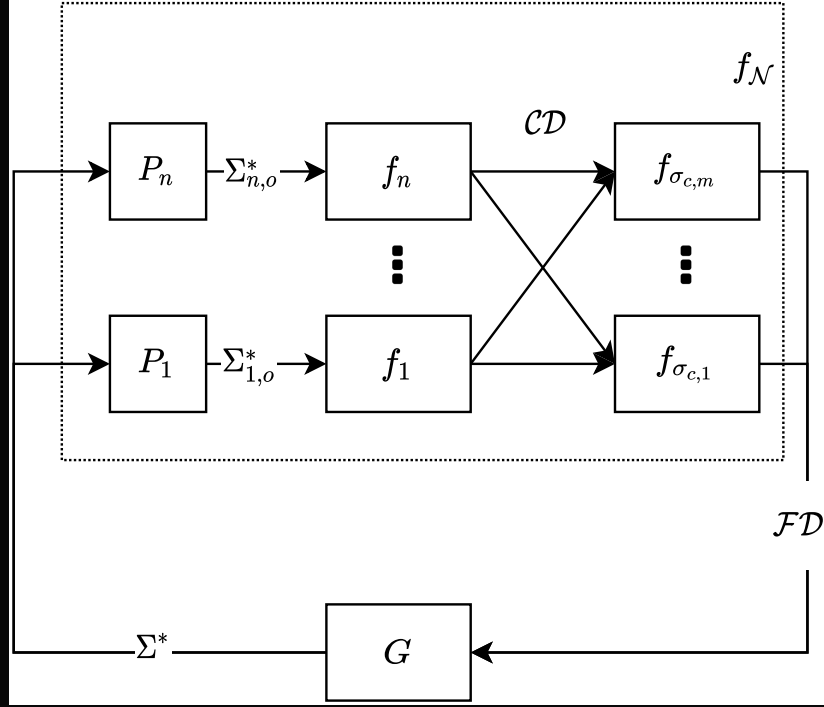 f_𝒩
𝒞𝒟
P_n Σ*_{n,o} f_n f_{σ_{c,m}}
P_1 Σ*_{1,o} f_1 f_{σ_{c,1}}
ℱ𝒟
Σ* G